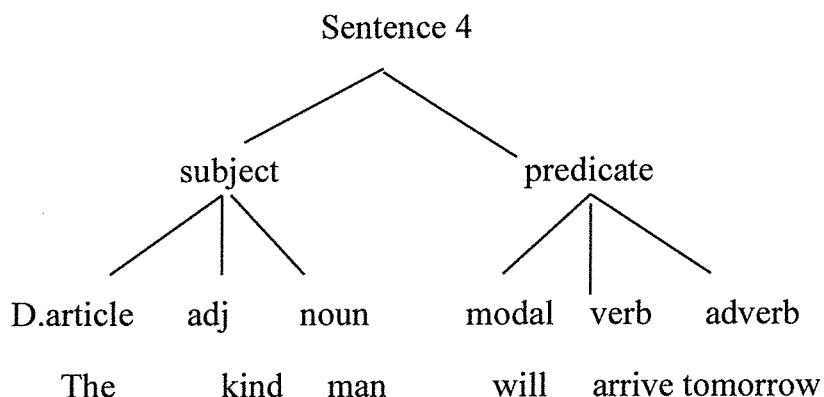 Sentence 4
subject predicate
D.article adj noun modal verb adverb
The kind man will arrive tomorrow